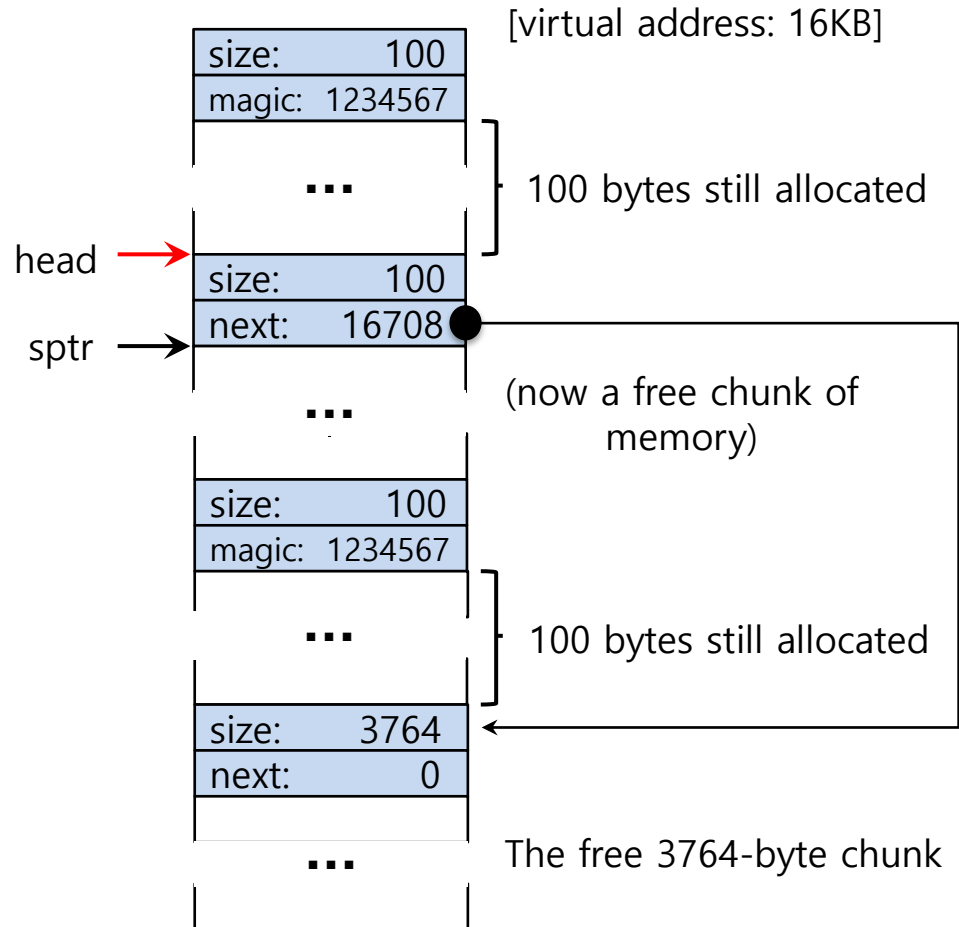 [virtual address: 16KB]
size: 100
magic: 1234567
...
100 bytes still allocated
head
size: 100
next: 16708
sptr
...
(now a free chunk of
memory)
size: 100
magic: 1234567
...
100 bytes still allocated
size: 3764
next: 0
...
The free 3764-byte chunk